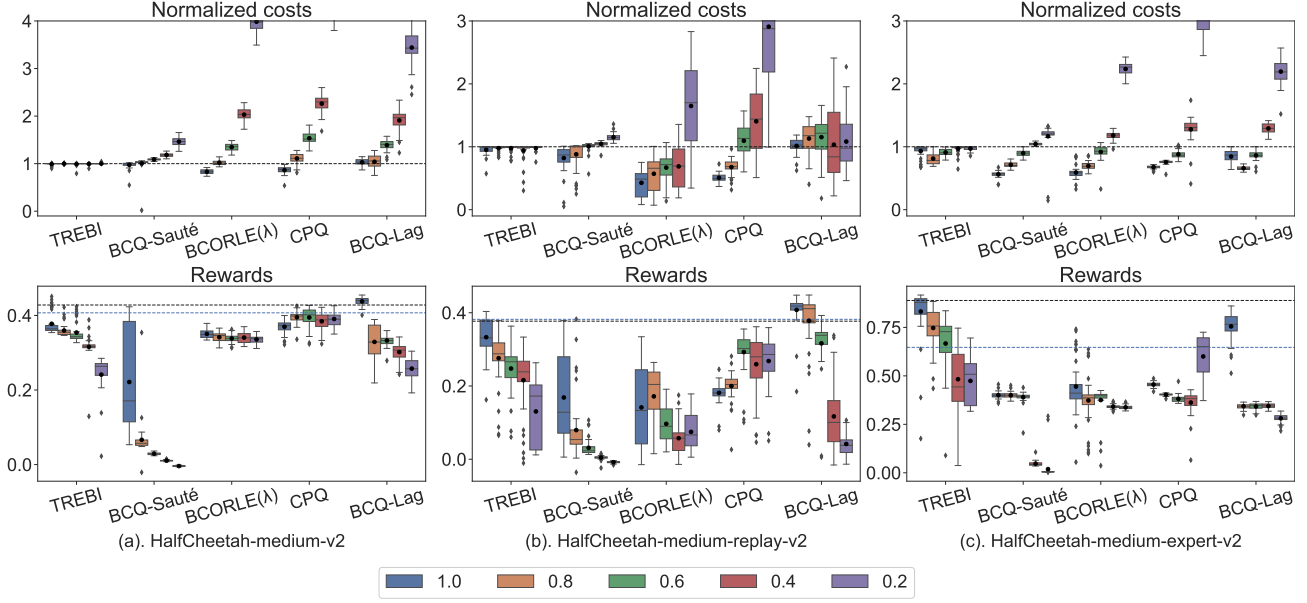 Normalized costs
Normalized costs
Normalized costs
4
3
2
1
0
3
2
1
0
3
2
1
0
TREBI
BCQ-Sauté
BCORLE(λ)
CPQ
BCQ-Lag
TREBI
BCQ-Sauté
BCORLE(λ)
CPQ
BCQ-Lag
TREBI
BCQ-Sauté
BCORLE(λ)
CPQ
BCQ-Lag
Rewards
Rewards
Rewards
0.4
0.2
0.0
0.4
0.2
0.0
0.75
0.50
0.25
0.00
TREBI
BCQ-Sauté
BCORLE(λ)
CPQ
BCQ-Lag
TREBI
BCQ-Sauté
BCORLE(λ)
CPQ
BCQ-Lag
TREBI
BCQ-Sauté
BCORLE(λ)
CPQ
BCQ-Lag
(a). HalfCheetah-medium-v2
(b). HalfCheetah-medium-replay-v2
(c). HalfCheetah-medium-expert-v2
1.0 0.8 0.6 0.4 0.2